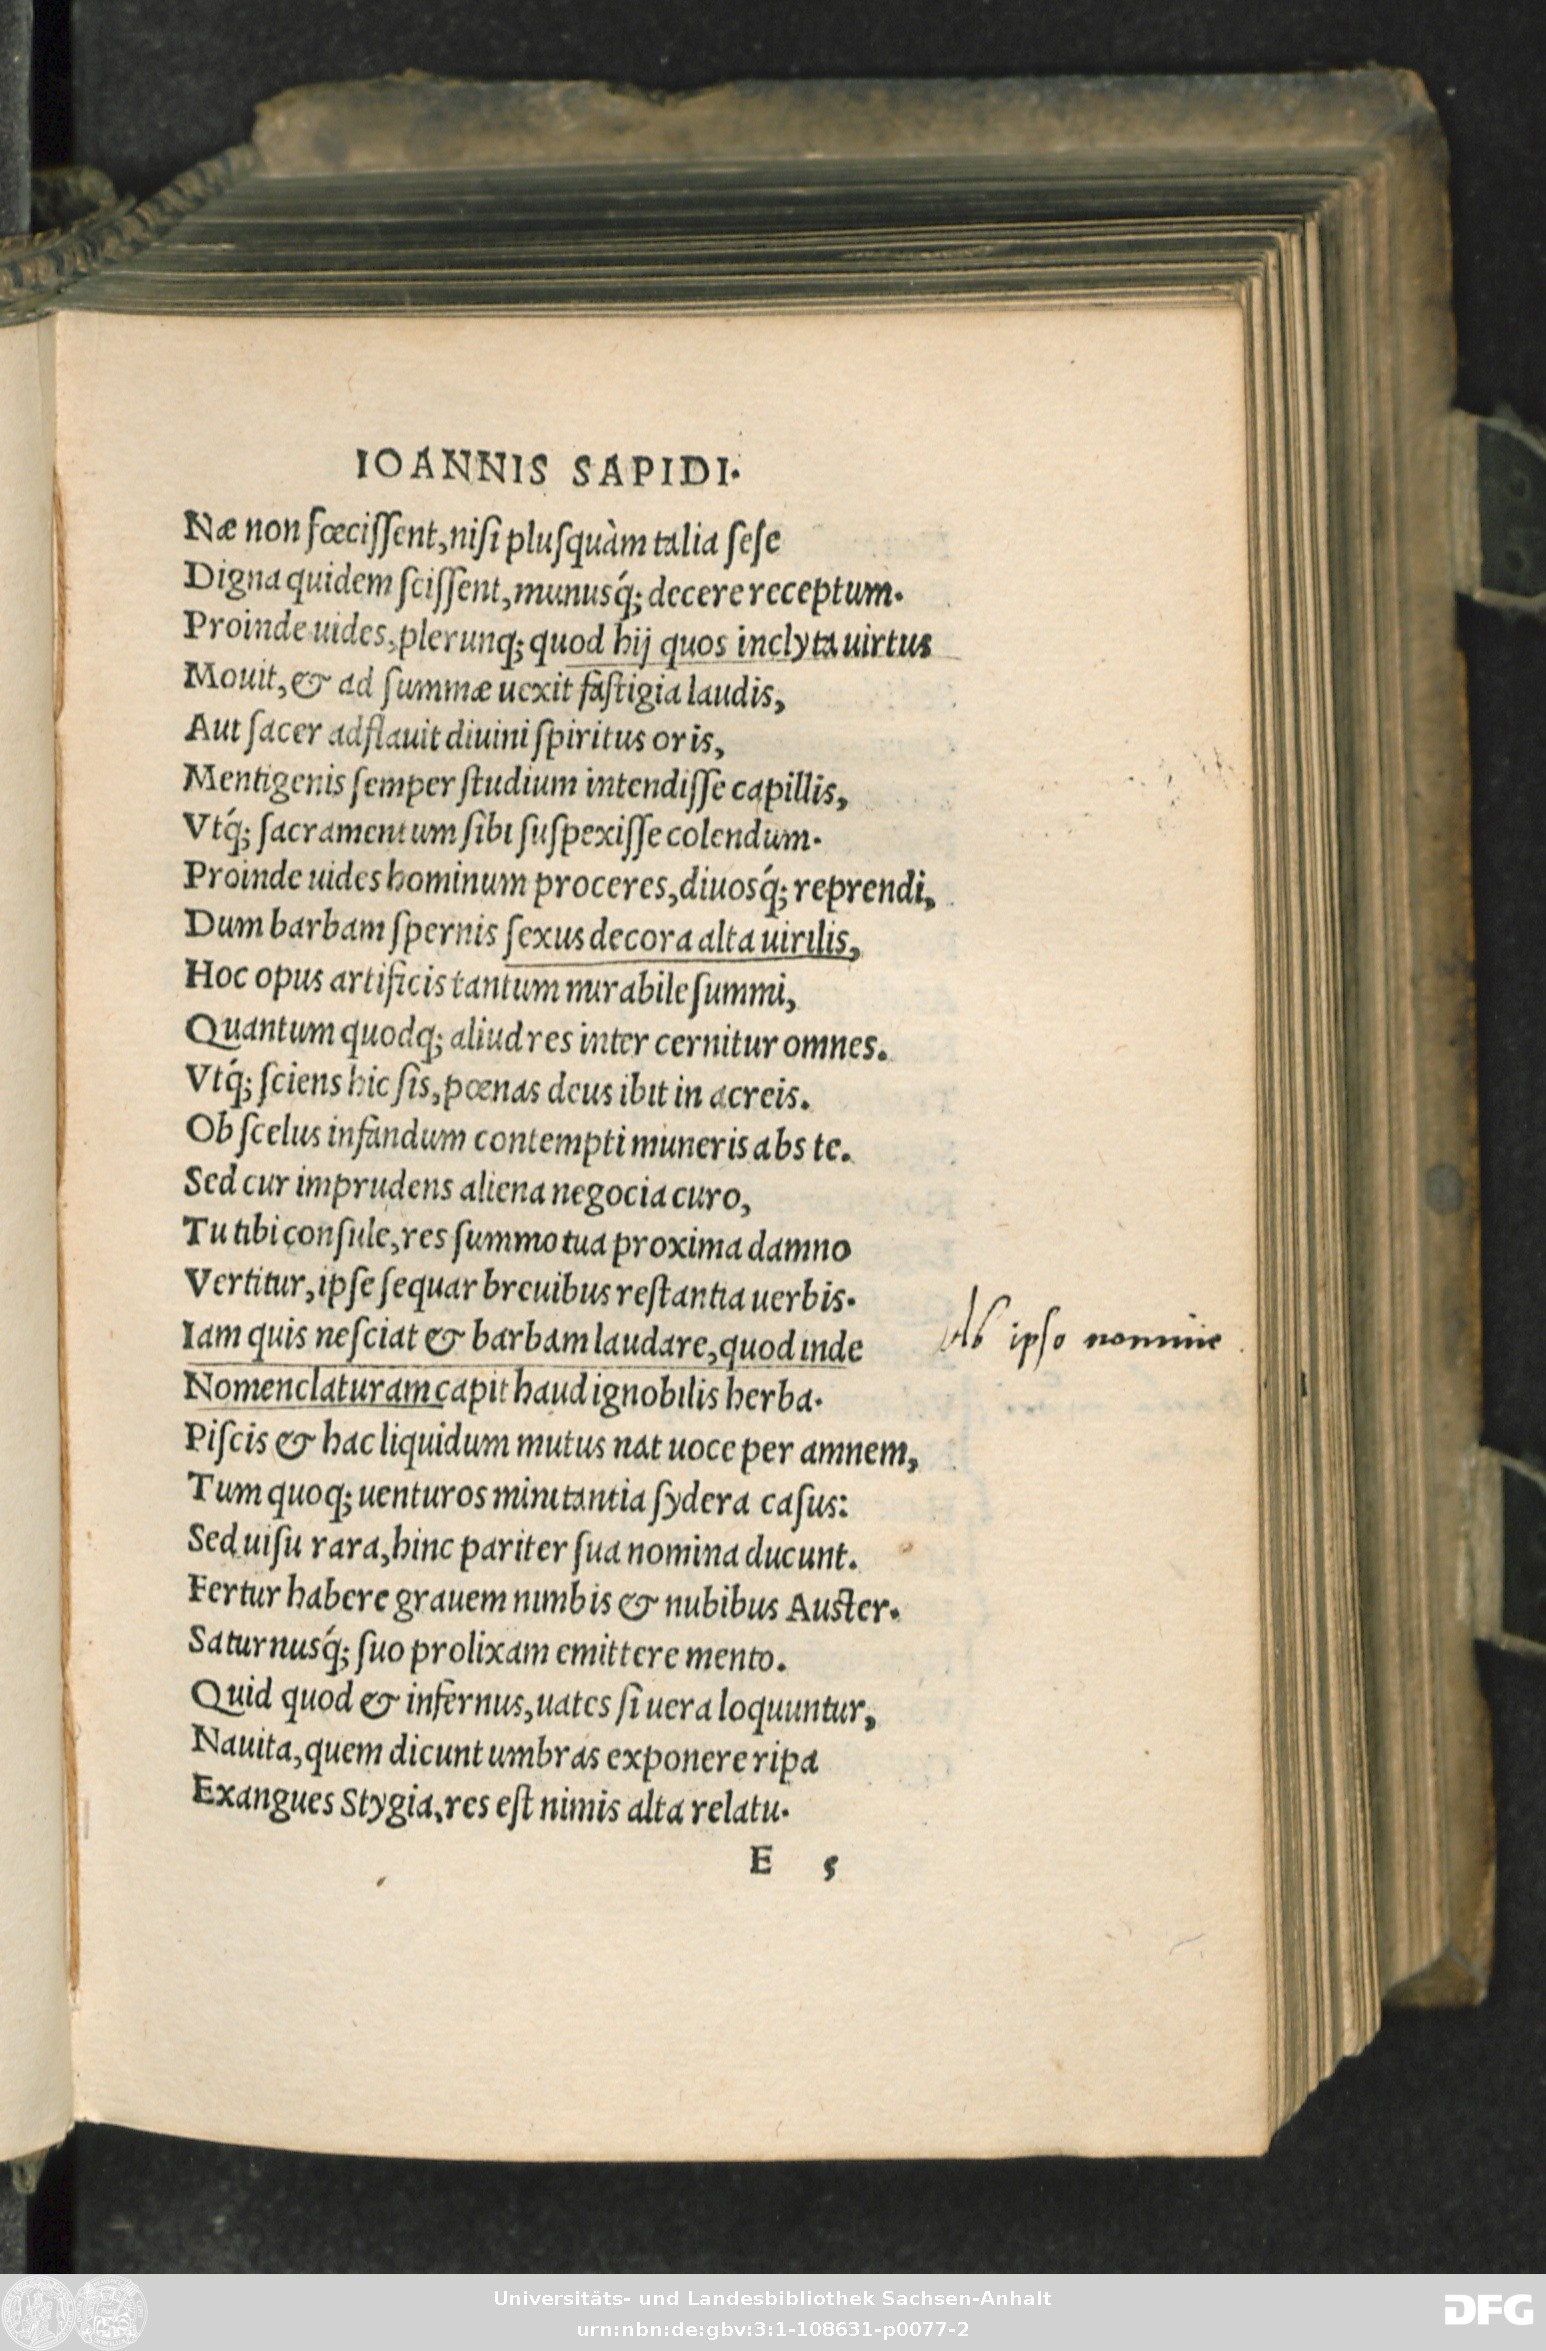 IOANNIS SAPIDI.
Næ non fœciſſent, niſi pluſquàm talia ſeſe
Digna quidem ſciſſent, munusq́; decere receptum.
Proinde uides, plerunq; quod hij quos inclyta uirtus
Mouit, & ad ſummæ uexit faſtigia laudis,
Aut ſacer adflauit diuini ſpiritus oris,
Mentigenis ſemper ſtudium intendiſſe capillis,
Vtq́; ſacramentum ſibi ſuſpexiſſe colendum.
Proinde uides hominum proceres, diuosq́; reprendi,
Dum barbam ſpernis ſexus decora alta uirilis,
Hoc opus artificis tantum mirabile ſummi,
Quantum quodq; aliud res inter cernitur omnes.
Vtq́; ſciens hic ſis, pœnas deus ibit in acreis.
Ob ſcelus infandum contempti muneris abs te.
Sed cur imprudens aliena negocia curo,
Tu tibi conſule, res ſummo tua proxima damno
Vertitur, ipſe ſequar breuibus reſtantia uerbis.
Iam quis neſciat & barbam laudare, quod inde
Ab ipso nomine
Nomenclaturam capit haud ignobilis herba.
Piſcis & hac liquidum mutus nat uoce per amnem,
Tum quoq; uenturos minitantia ſydera caſus:
Sed uiſu rara, hinc pariter ſua nomina ducunt.
Fertur habere grauem nimbis & nubibus Auſter.
Saturnusq́; ſuo prolixam emittere mento.
Quid quod & infernus, uates ſi uera loquuntur,
Nauita, quem dicunt umbras exponere ripa
Exangues Stygia, res eſt nimis alta relatu.
E 5
Universitäts- und Landesbibliothek Sachsen-Anhalt
urn:nbn:de:gbv:3:1-108631-p0077-2
DFG